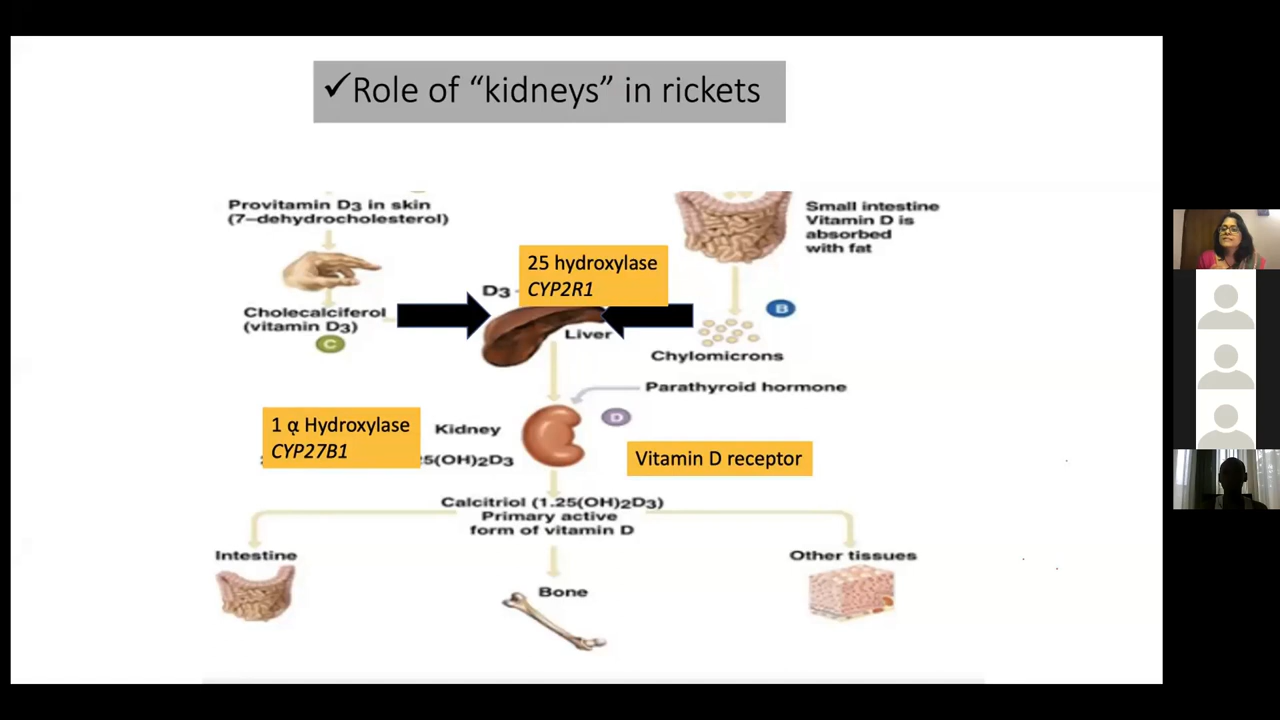 ✓Role of “kidneys” in rickets
Provitamin D3 in skin
(7–dehydrocholesterol)
Small intestine
Vitamin D is
absorbed
with fat
25 hydroxylase
CYP2R1
D3
Cholecalciferol
(vitamin D3)
C
Liver
B
Chylomicrons
Parathyroid hormone
1 α Hydroxylase
CYP27B1
Kidney
D
5(OH)2D3
Vitamin D receptor
Calcitriol (1.25(OH)2D3)
Primary active
form of vitamin D
Intestine
Bone
Other tissues